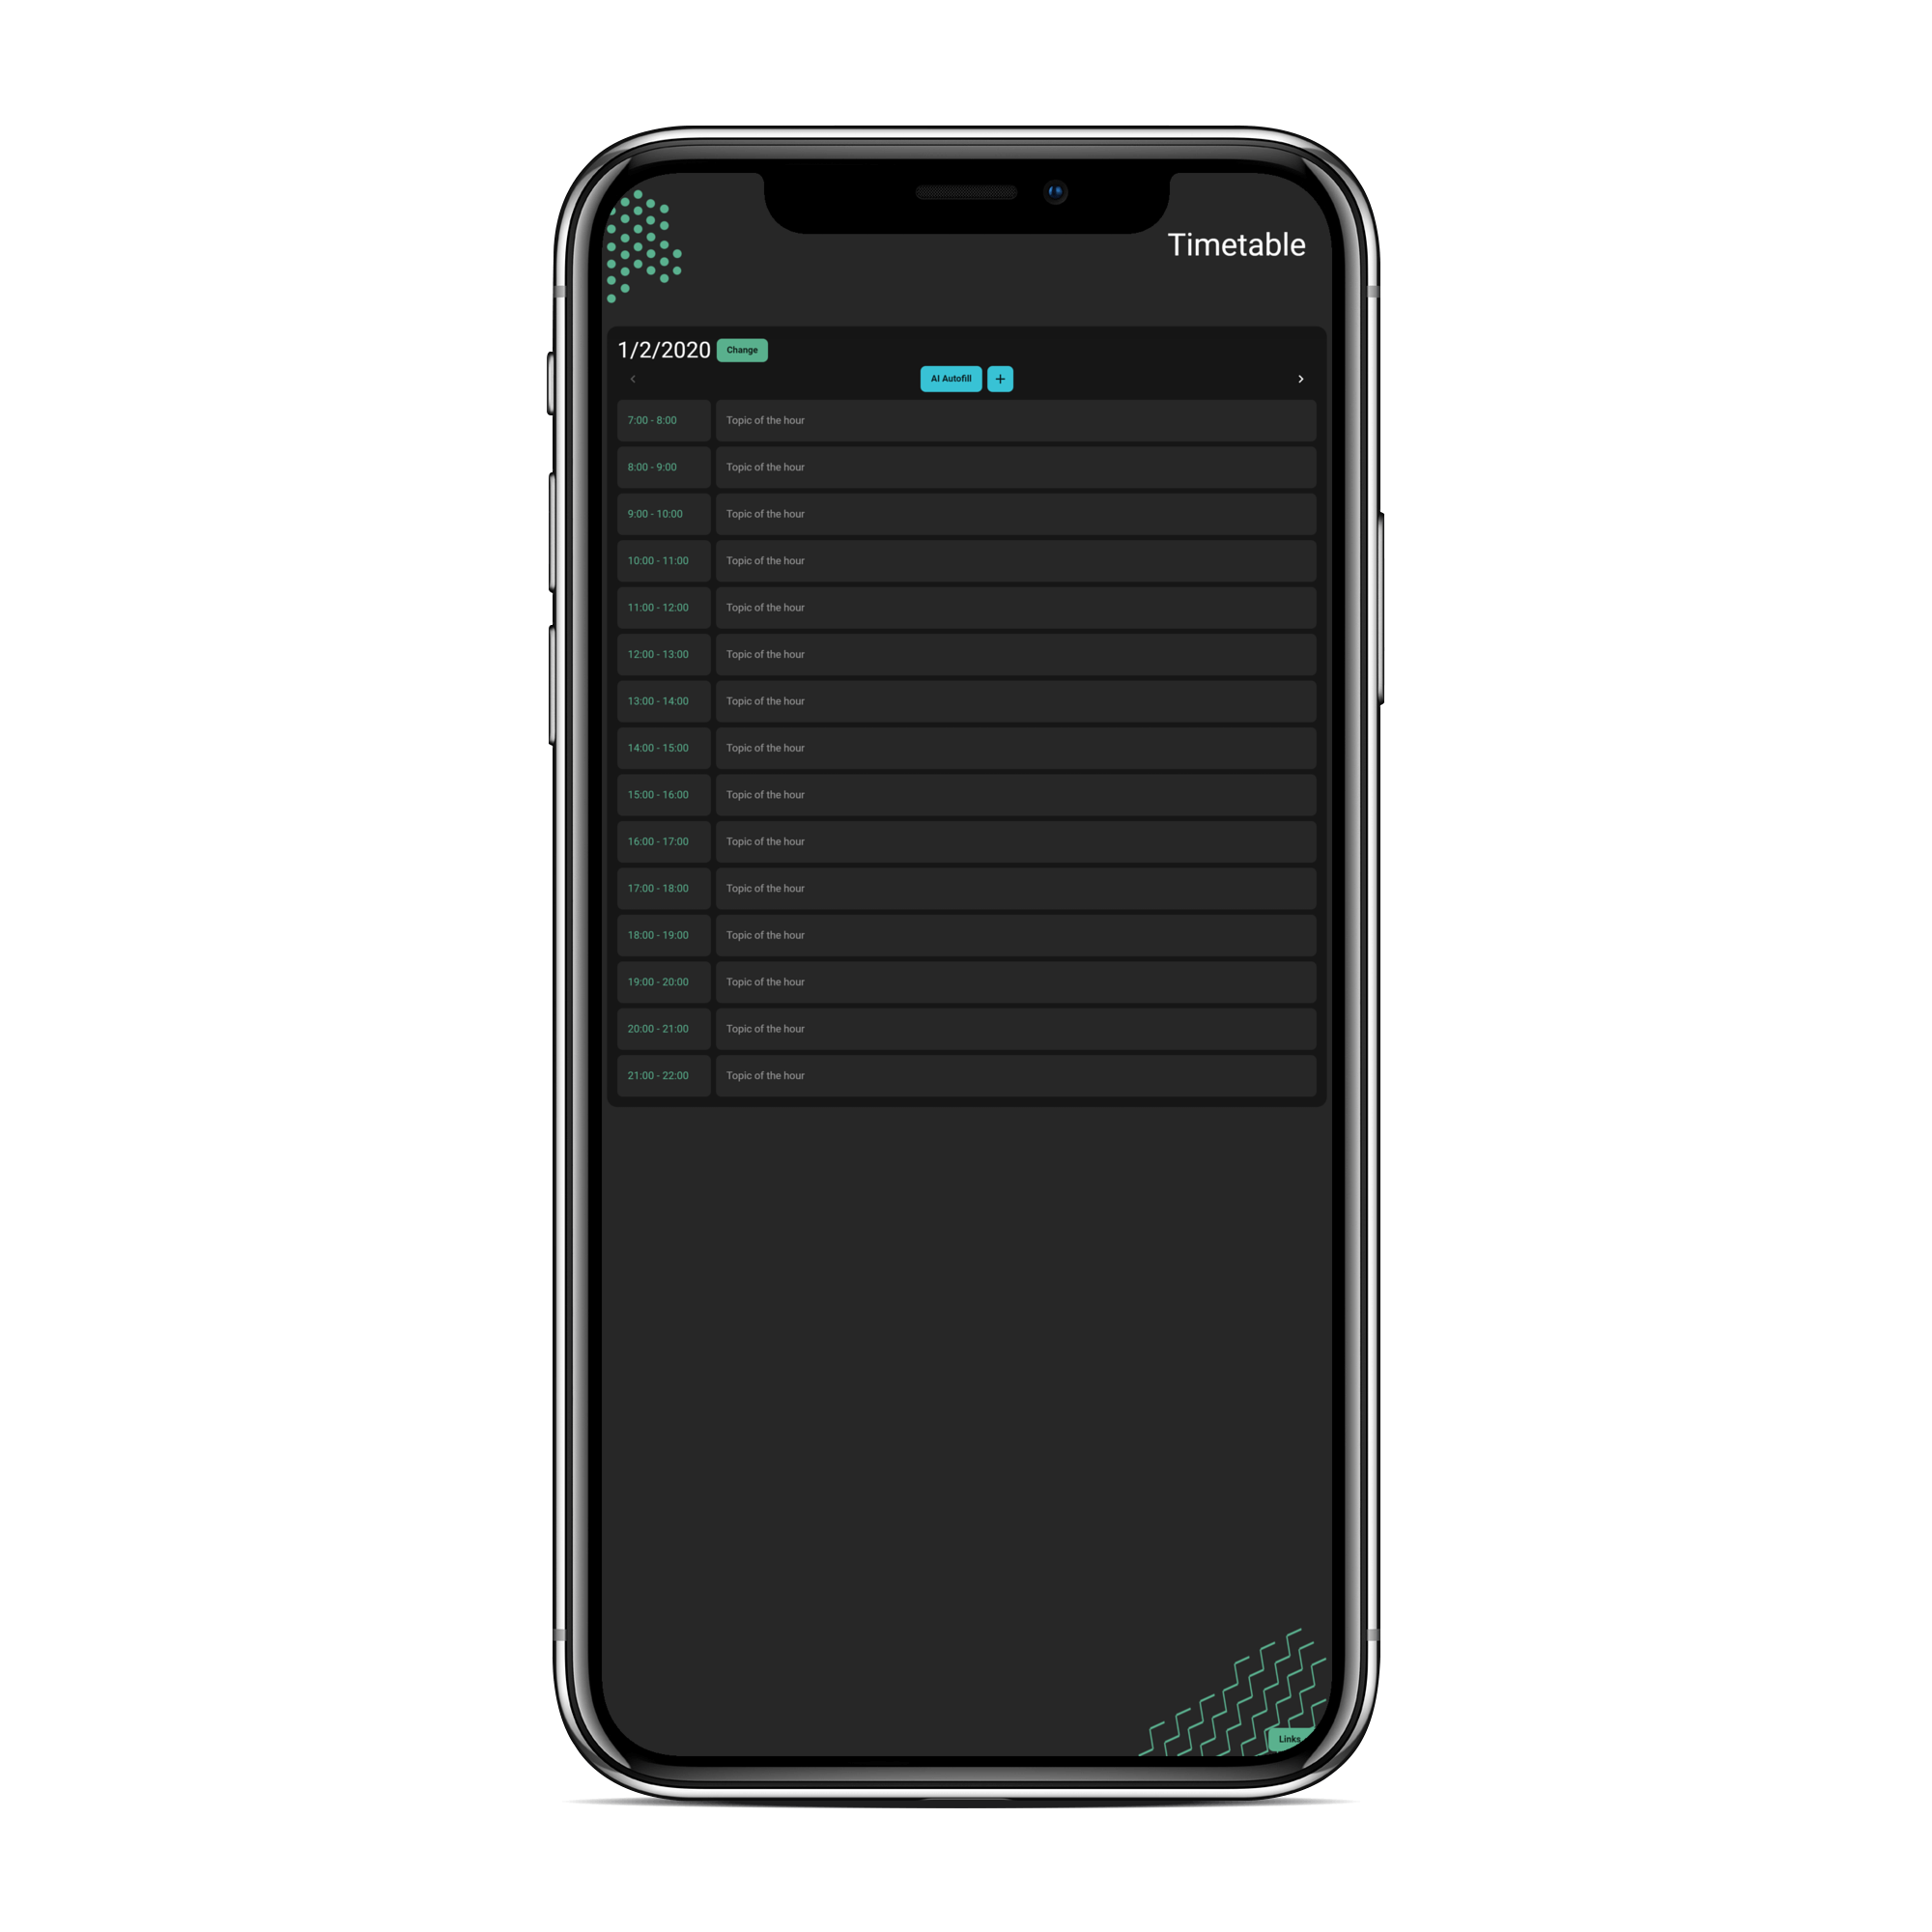 Timetable
1/2/2020 Change
AI Autofill +
7:00 - 8:00 Topic of the hour
8:00 - 9:00 Topic of the hour
9:00 - 10:00 Topic of the hour
10:00 - 11:00 Topic of the hour
11:00 - 12:00 Topic of the hour
12:00 - 13:00 Topic of the hour
13:00 - 14:00 Topic of the hour
14:00 - 15:00 Topic of the hour
15:00 - 16:00 Topic of the hour
16:00 - 17:00 Topic of the hour
17:00 - 18:00 Topic of the hour
18:00 - 19:00 Topic of the hour
19:00 - 20:00 Topic of the hour
20:00 - 21:00 Topic of the hour
21:00 - 22:00 Topic of the hour
Links